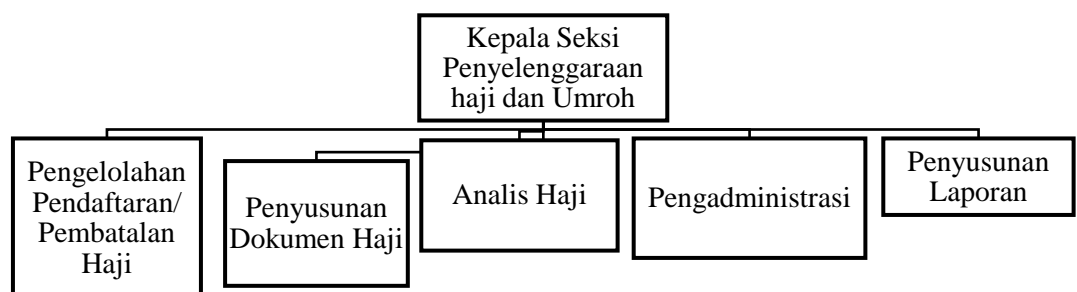 Kepala Seksi
Penyelenggaraan
haji dan Umroh
Pengelolahan
Pendaftaran/
Pembatalan
Haji
Penyusunan
Dokumen Haji
Analis Haji
Pengadministrasi
Penyusunan
Laporan